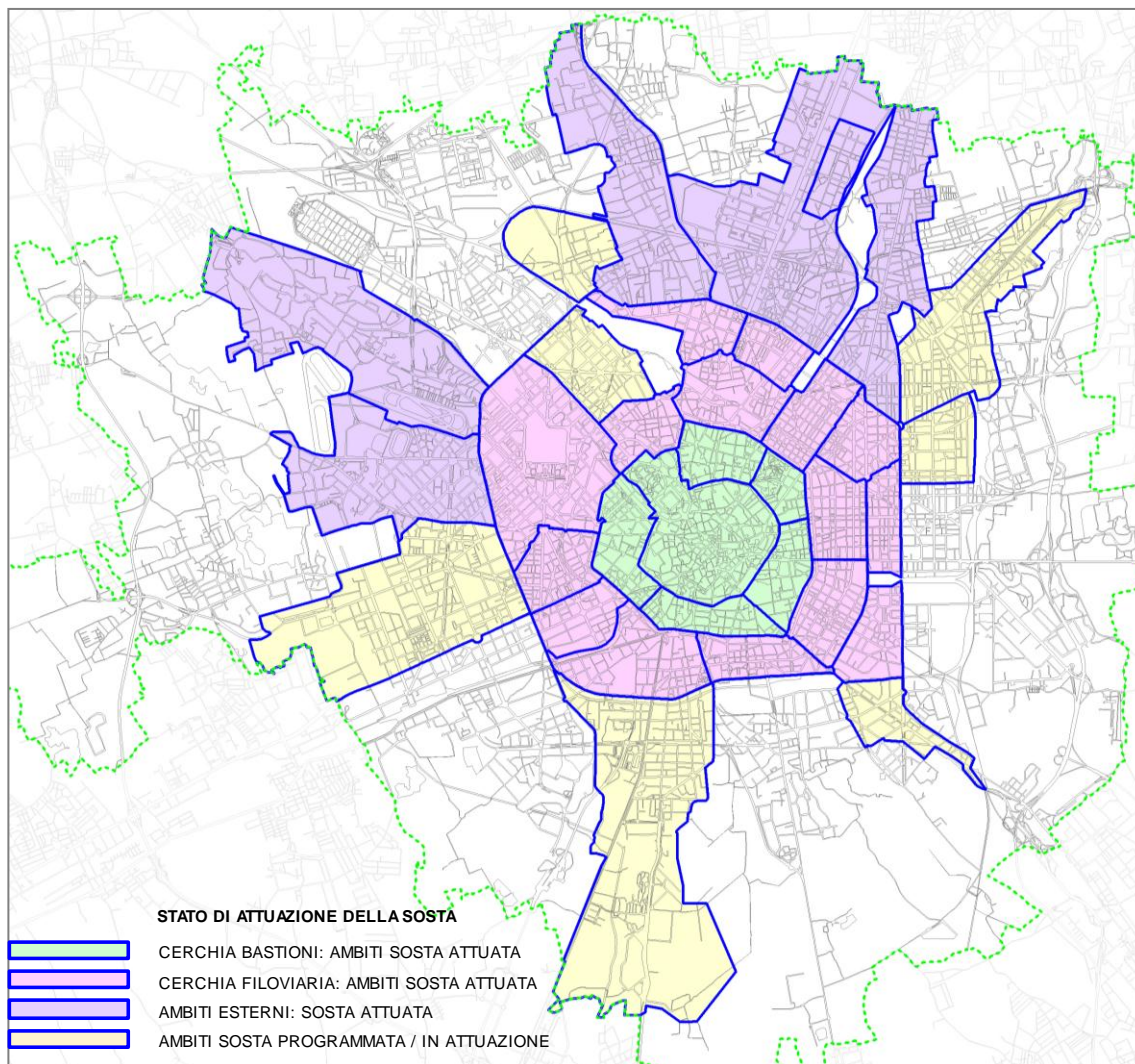 STATO DI ATTUAZIONE DELLA SOSTA
CERCHIA BASTIONI: AMBITI SOSTA ATTUATA
CERCHIA FILOVIARIA: AMBITI SOSTA ATTUATA
AMBITI ESTERNI: SOSTA ATTUATA
AMBITI SOSTA PROGRAMMATA / IN ATTUAZIONE